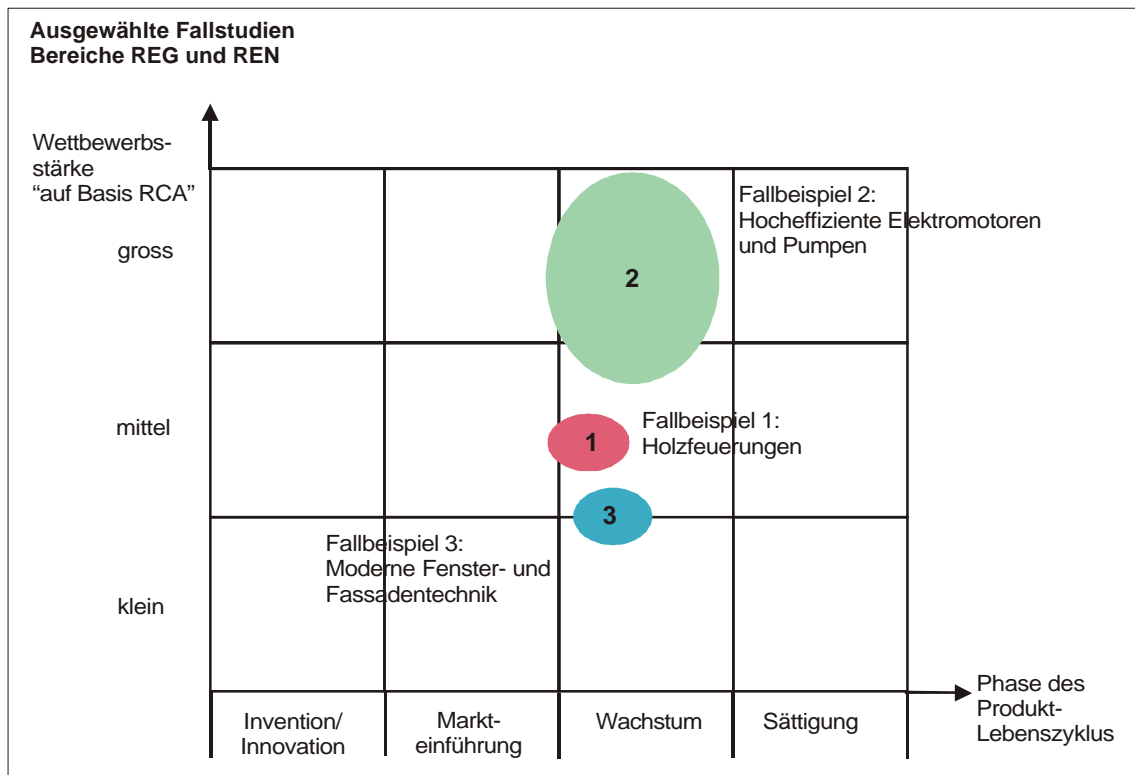 Ausgewählte Fallstudien
Bereiche REG und REN
Wettbewerbs-
stärke
“auf Basis RCA”
gross
mittel
klein
Fallbeispiel 2:
Hocheffiziente Elektromotoren
und Pumpen
2
Fallbeispiel 1:
Holzfeuerungen
1
3
Fallbeispiel 3:
Moderne Fenster- und
Fassadentechnik
Invention/
Innovation
Markt-
einführung
Wachstum
Sättigung
Phase des
Produkt-
Lebenszyklus